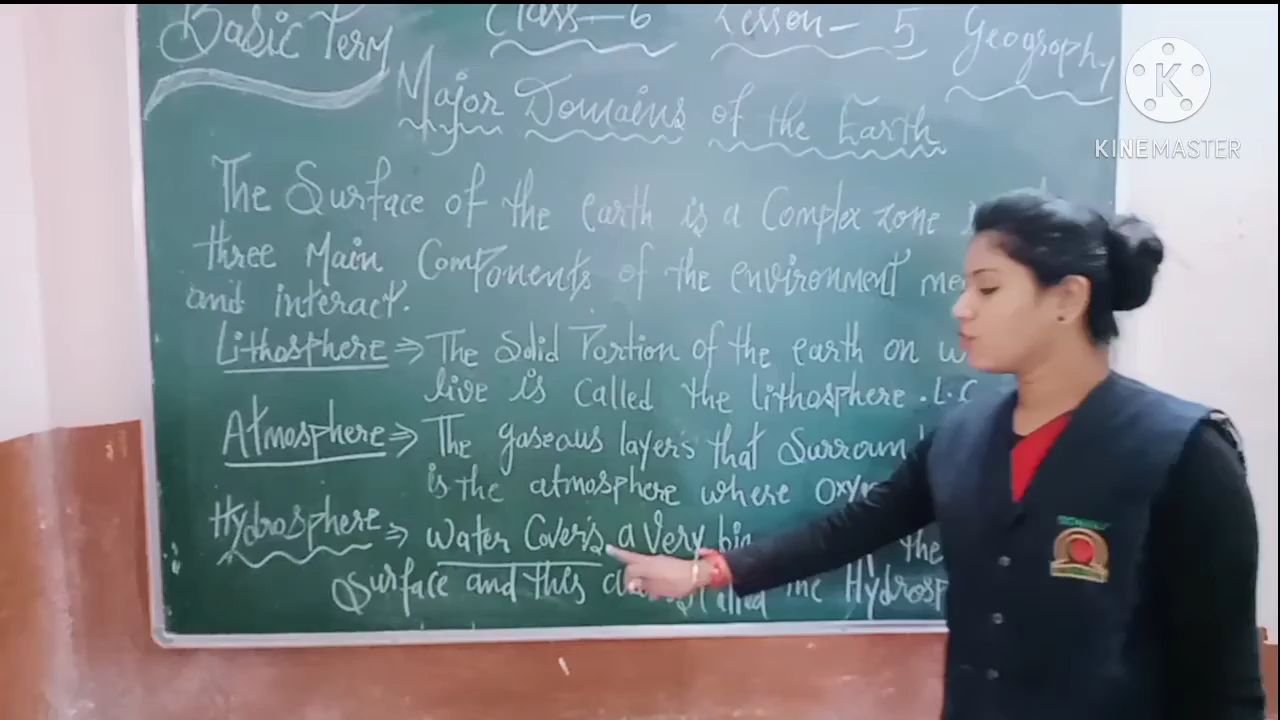 Basic Term Class-6 Lesson-5 Geography
Major Domains of the Earth
The Surface of the earth is a Complex zone
three Main Components of the environment
and interact.
Lithosphere ⇒ The Solid Portion of the earth on
live is Called the lithosphere.
Atmosphere ⇒ The gaseous layers that
is the atmosphere where
Hydrosphere ⇒ Water Covers a Very the
Surface and this Called the
KINEMASTER
K